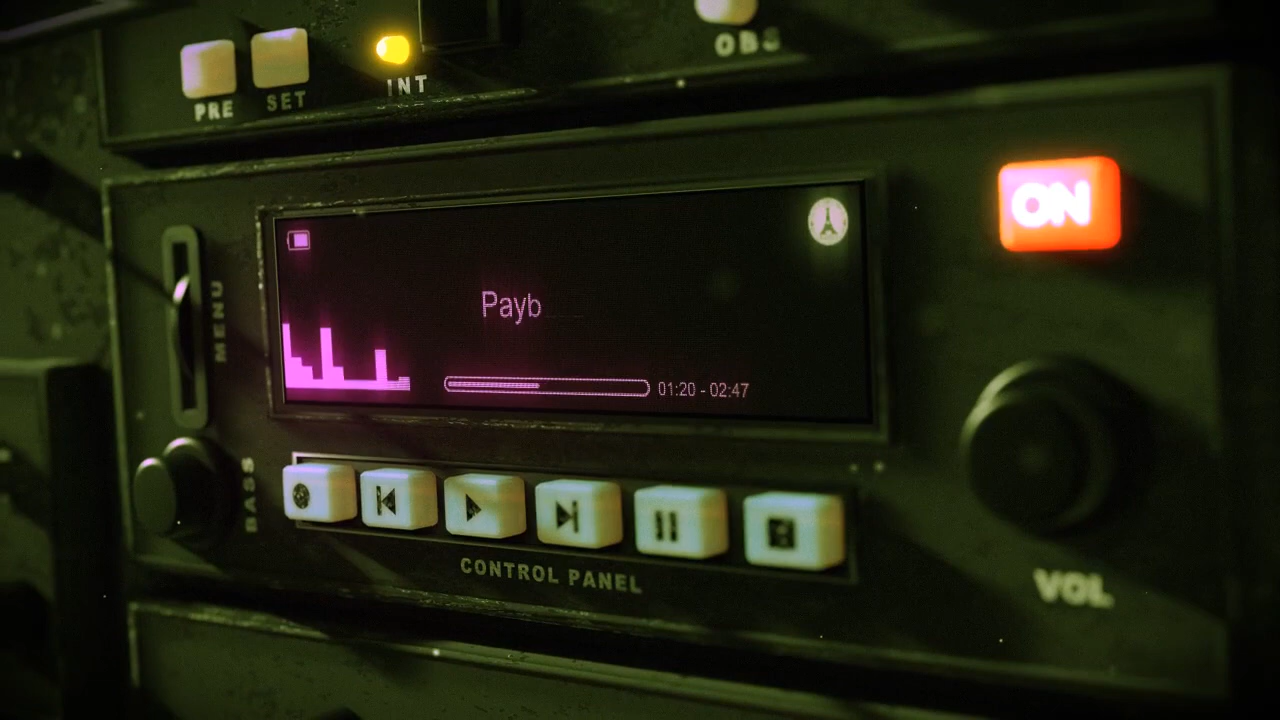 PRE
SET
INT
OBS
ON
MENU
Payb
01:20 - 02:47
BASS
CONTROL PANEL
VOL